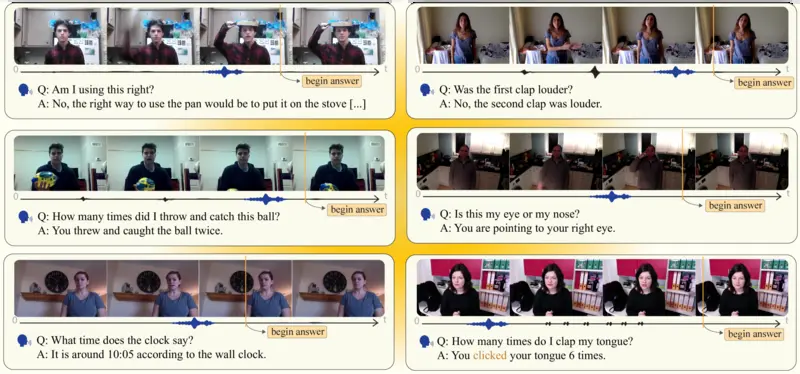 0
t
begin answer
Q: Am I using this right?
A: No, the right way to use the pan would be to put it on the stove [...]
0
t
begin answer
Q: Was the first clap louder?
A: No, the second clap was louder.
0
t
begin answer
Q: How many times did I throw and catch this ball?
A: You threw and caught the ball twice.
0
t
begin answer
Q: Is this my eye or my nose?
A: You are pointing to your right eye.
0
t
begin answer
Q: What time does the clock say?
A: It is around 10:05 according to the wall clock.
0
t
begin answer
Q: How many times do I clap my tongue?
A: You clicked your tongue 6 times.